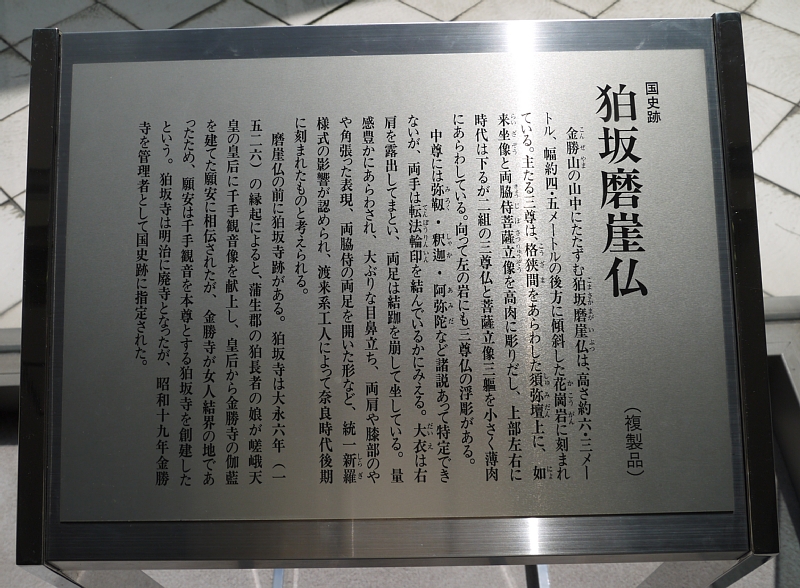 国史跡
狛坂磨崖仏
（複製品）
金勝山の山中にたたずむ狛坂磨崖仏は、高さ約六・三メー
トル、幅約四・五メートルの後方に傾斜した花崗岩に刻まれ
ている。主たる三尊は、格狭間をあらわした須弥壇上に、如
来坐像と両脇侍菩薩立像を高肉に彫りだし、上部左右に
時代は下るが二組の三尊仏と菩薩立像三軀を小さく薄肉
にあらわしている。向って左の岩にも三尊仏の浮彫がある。
中尊には弥勒・釈迦・阿弥陀など諸説あって特定でき
ないが、両手は転法輪印を結んでいるかにみえる。大衣は右
肩を露出してまとい、両足は結跏を崩して坐している。量
感豊かにあらわされ、大ぶりな目鼻立ち、両肩や膝部のや
や角張った表現、両脇侍の両足を開いた形など、統一新羅
様式の影響が認められ、渡来系工人によって奈良時代後期
に刻まれたものと考えられる。
磨崖仏の前に狛坂寺跡がある。狛坂寺は大永六年（一
五二六）の縁起によると、蒲生郡の狛長者の娘が嵯峨天
皇の皇后に千手観音像を献上し、皇后から金勝寺の伽藍
を建てた願安に相伝されたが、金勝寺が女人結界の地であ
ったため、願安は千手観音を本尊とする狛坂寺を創建した
という。狛坂寺は明治に廃寺となったが、昭和十九年金勝
寺を管理者として国史跡に指定された。